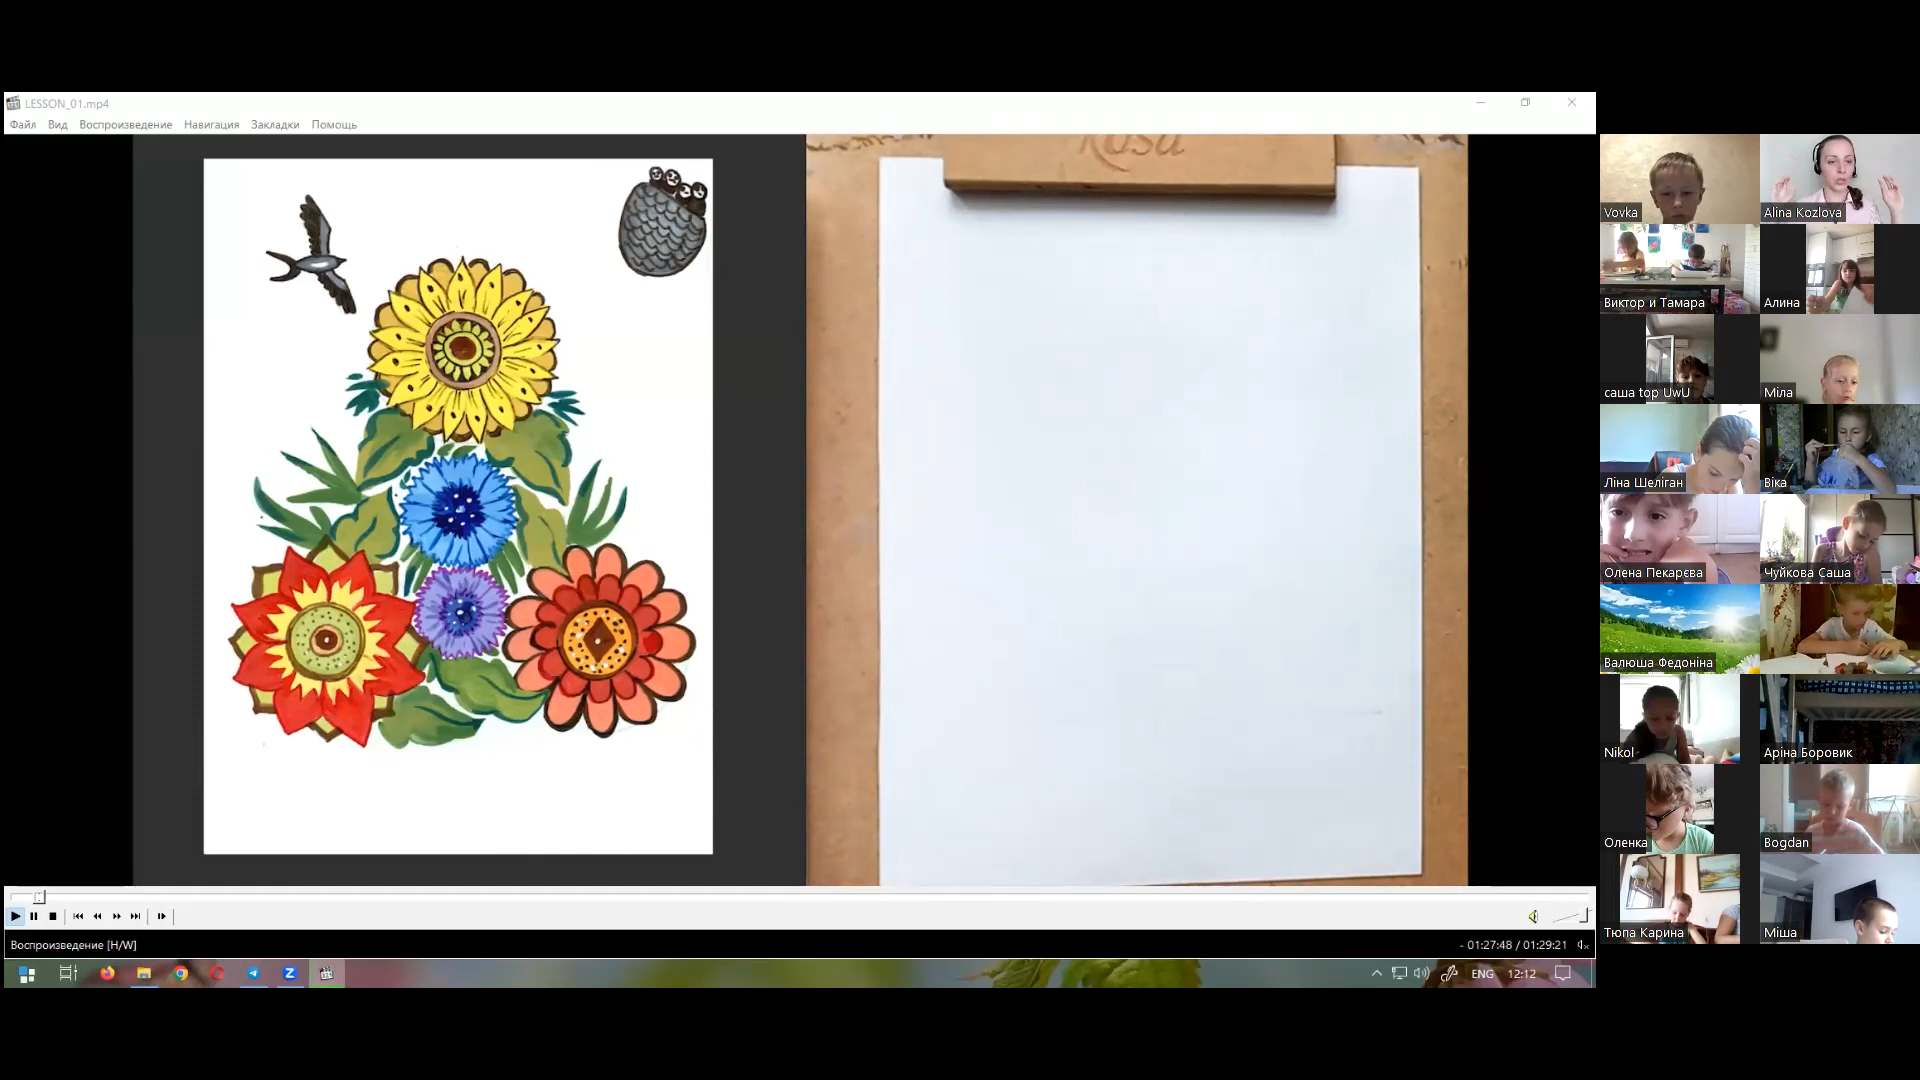 LESSON_01.mp4
Файл Вид Воспроизведение Навигация Закладки Помощь
Rosa
Воспроизведение [H/W]
- 01:27:48 / 01:29:21
ENG 12:12
Vovka
Alina Kozlova
Виктор и Тамара
Алина
саша top UwU
Міла
Ліна Шеліган
Віка
Олена Пекарєва
Чуйкова Саша
Валюша Федоніна
Nikol
Аріна Боровик
Оленка
Bogdan
Тюпа Карина
Міша